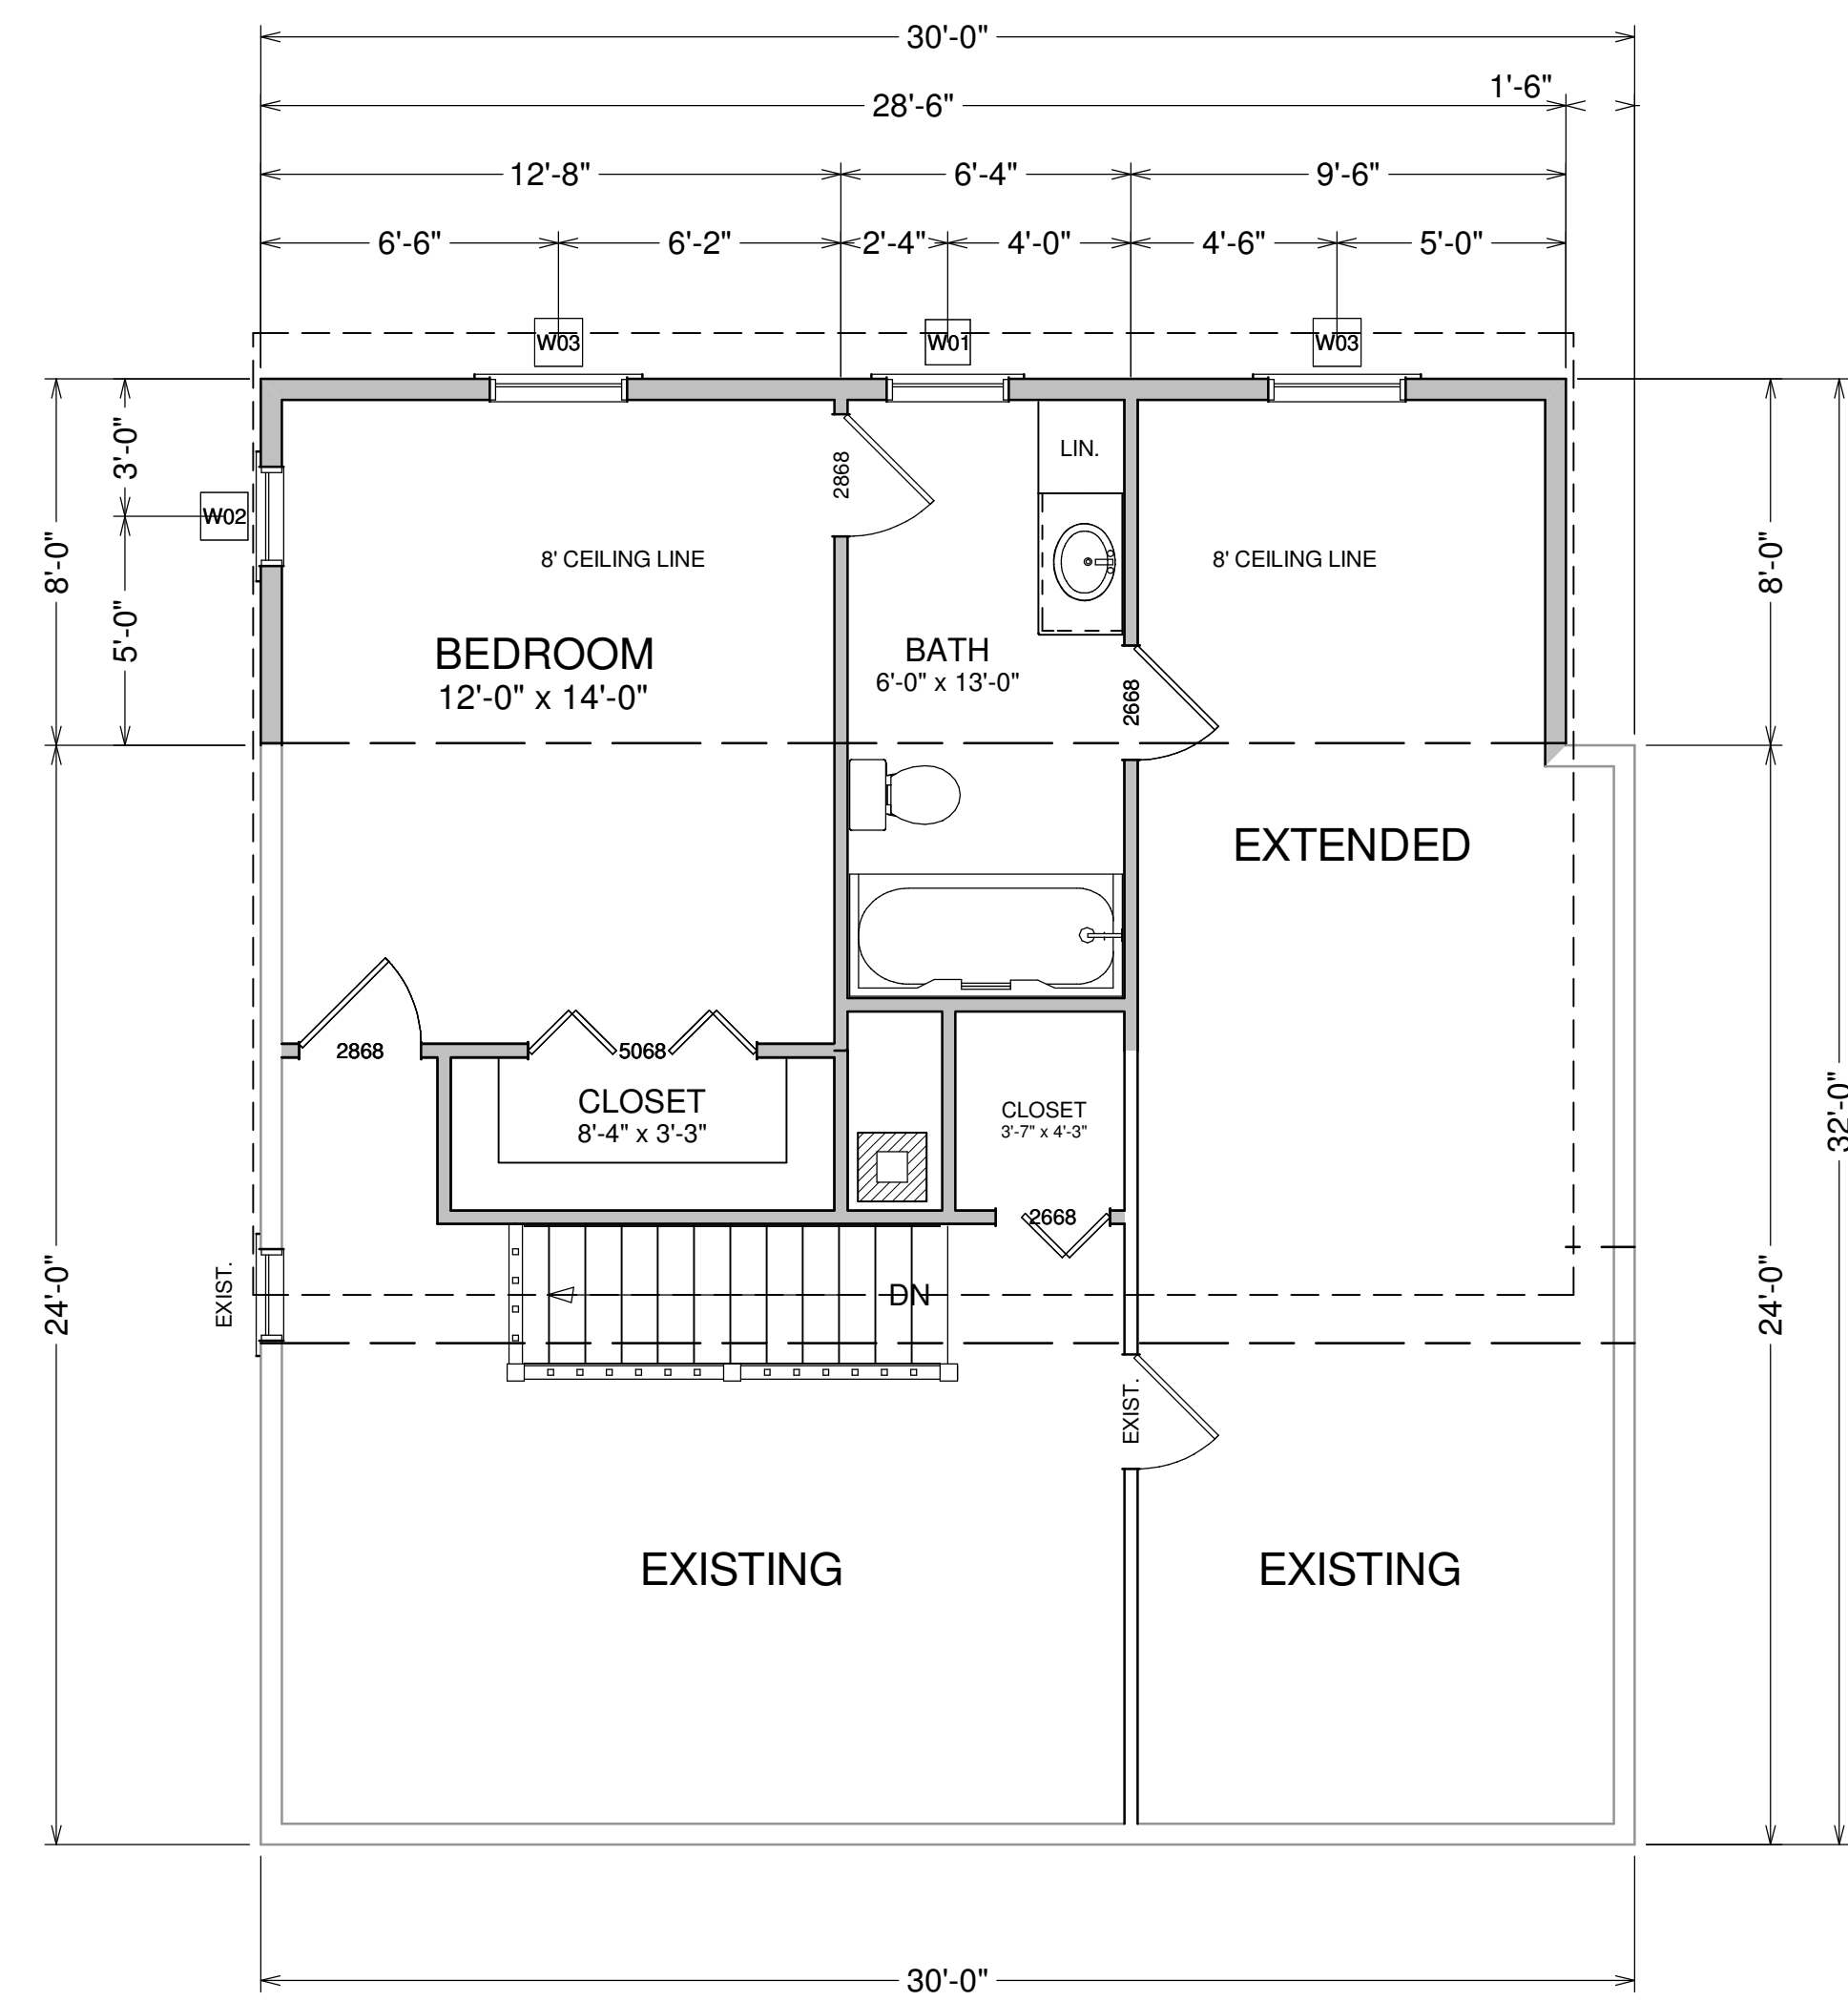 30'-0"
1'-6"
28'-6"
12'-8" 6'-4" 9'-6"
6'-6" 6'-2" 2'-4" 4'-0" 4'-6" 5'-0"
W03 W01 W03
3'-0"
W02
8'-0"
5'-0"
8'-0"
2868
LIN.
8' CEILING LINE
8' CEILING LINE
BEDROOM
12'-0" x 14'-0"
BATH
6'-0" x 13'-0"
2668
EXTENDED
2868
5068
CLOSET
8'-4" x 3'-3"
CLOSET
3'-7" x 4'-3"
32'-0"
2668
24'-0"
EXIST.
DN
24'-0"
EXIST.
EXISTING
EXISTING
30'-0"